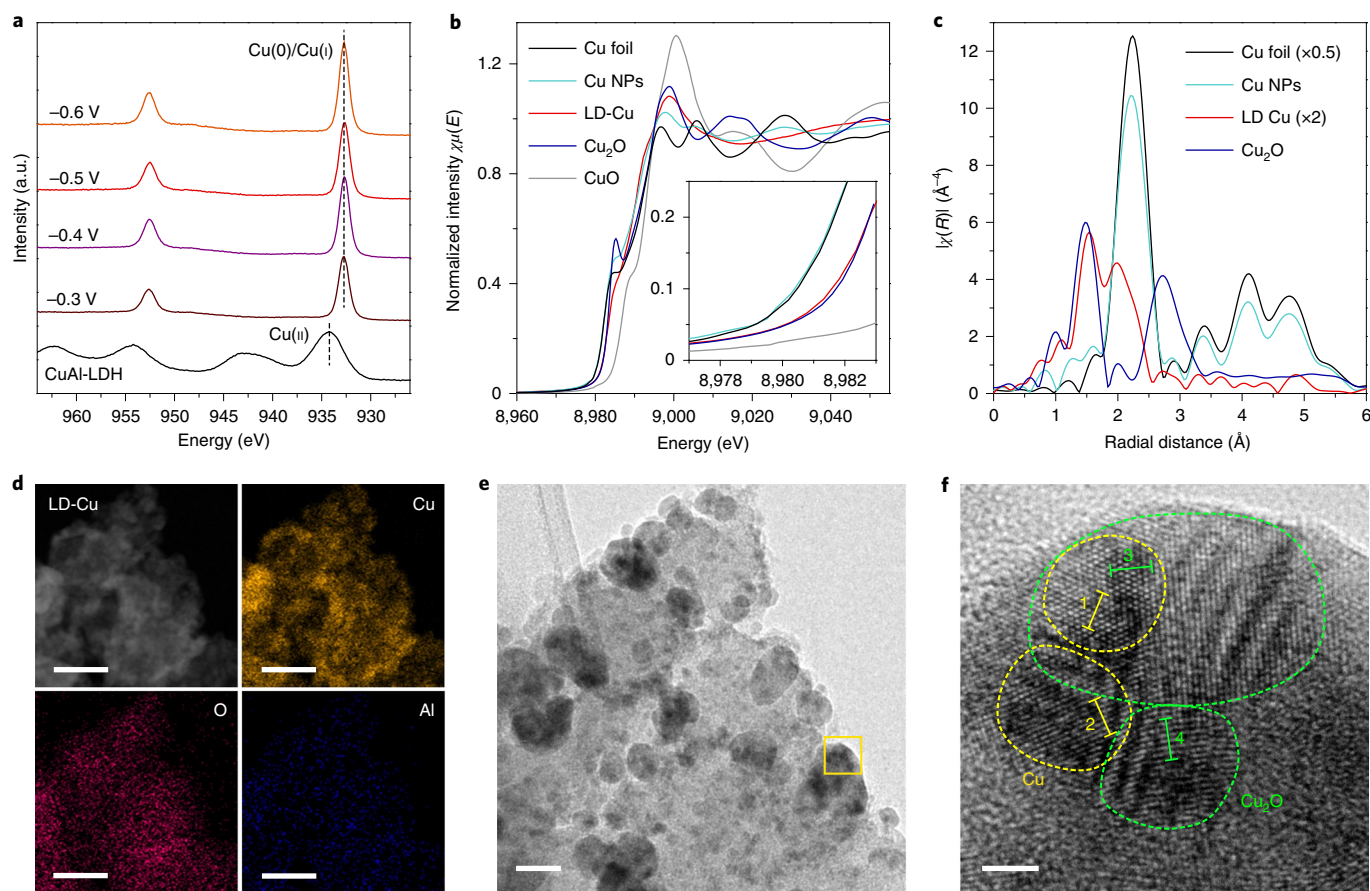 a
Cu(0)/Cu(I)
–0.6 V
–0.5 V
–0.4 V
–0.3 V
Cu(II)
CuAl-LDH
Intensity (a.u.)
960 955 950 945 940 935 930
Energy (eV)
b
Cu foil
Cu NPs
LD-Cu
Cu₂O
CuO
Normalized intensity χμ(E)
1.2
0.8
0.4
0
0.2
0.1
0
8,978 8,980 8,982
8,960 8,980 9,000 9,020 9,040
Energy (eV)
c
Cu foil (×0.5)
Cu NPs
LD Cu (×2)
Cu₂O
|χ(R)| (Å⁻⁴)
12
10
8
6
4
2
0
0 1 2 3 4 5 6
Radial distance (Å)
d
LD-Cu
Cu
O
Al
e
f
3
1
2
4
Cu
Cu₂O